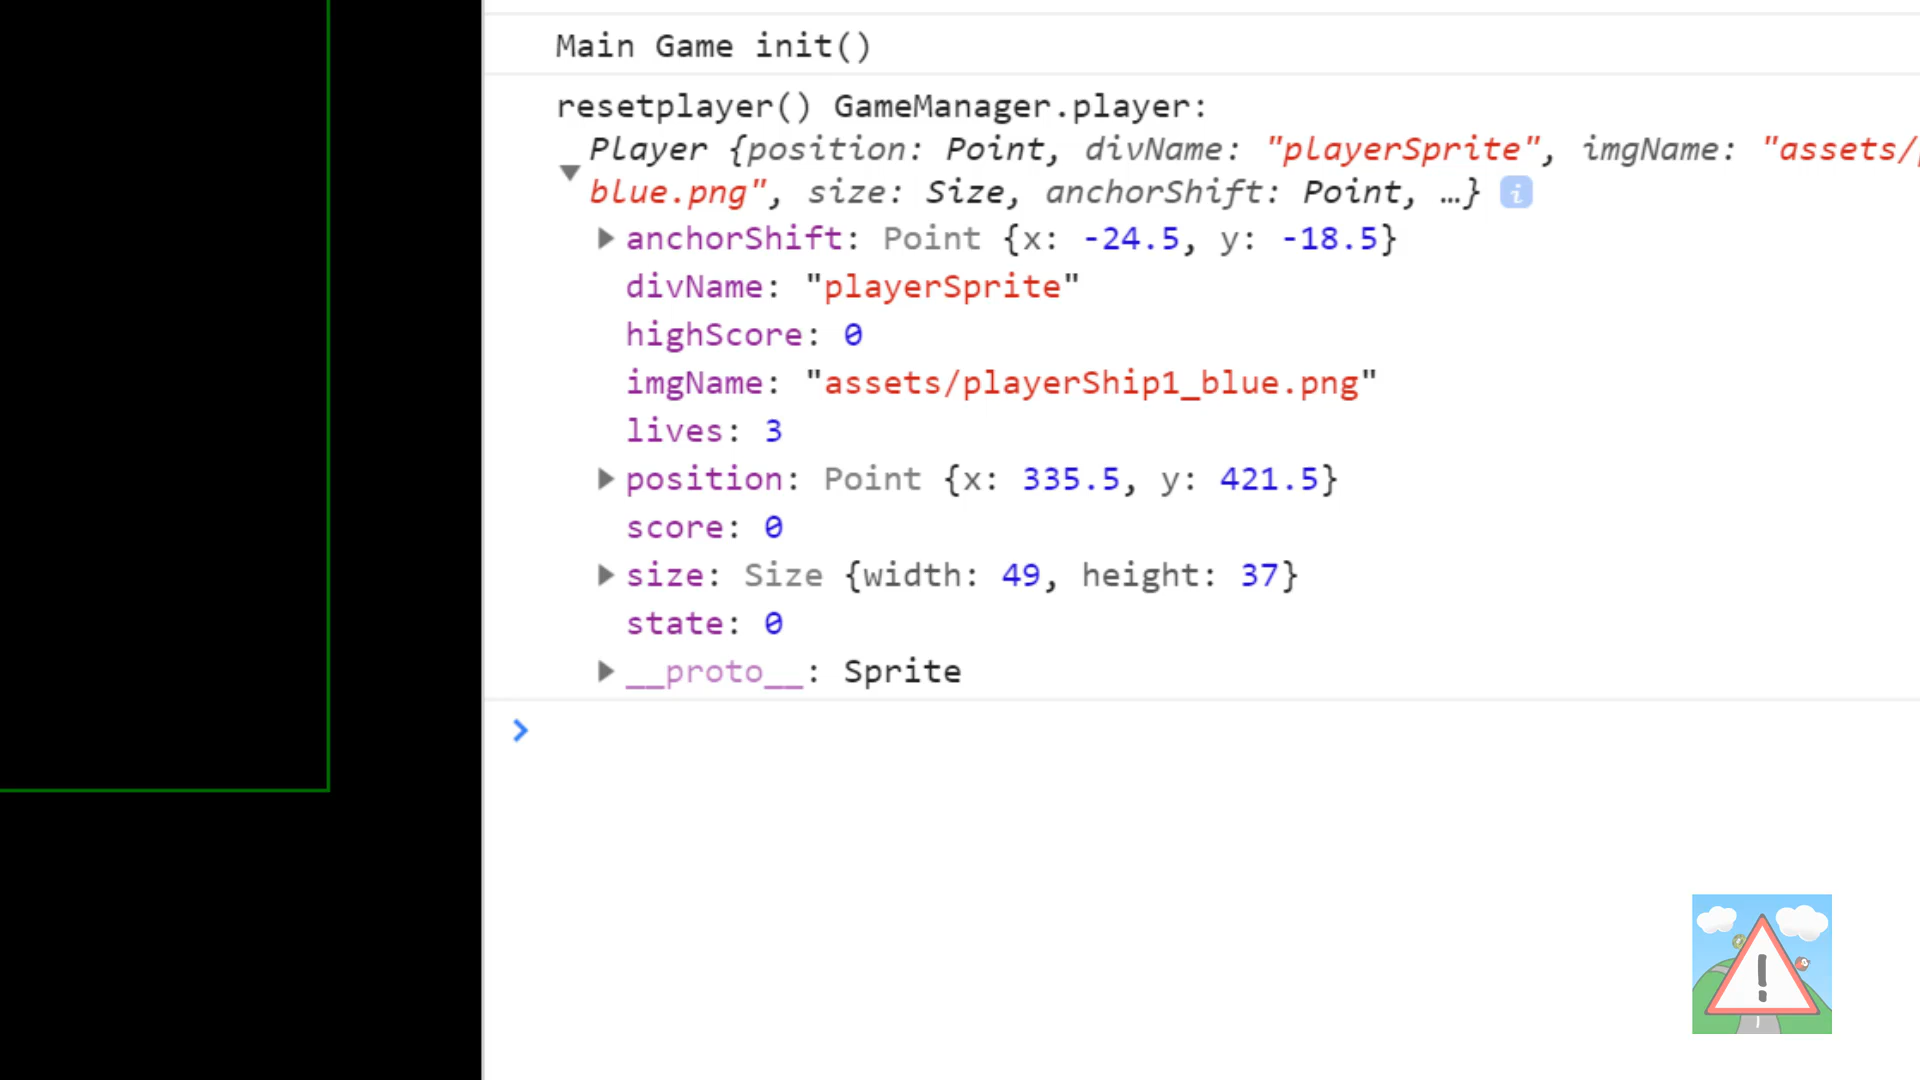 Main Game init()
resetplayer() GameManager.player:
Player {position: Point, divName: "playerSprite", imgName: "assets/
blue.png", size: Size, anchorShift: Point, …} i
anchorShift: Point {x: -24.5, y: -18.5}
divName: "playerSprite"
highScore: 0
imgName: "assets/playerShip1_blue.png"
lives: 3
position: Point {x: 335.5, y: 421.5}
score: 0
size: Size {width: 49, height: 37}
state: 0
__proto__: Sprite
!